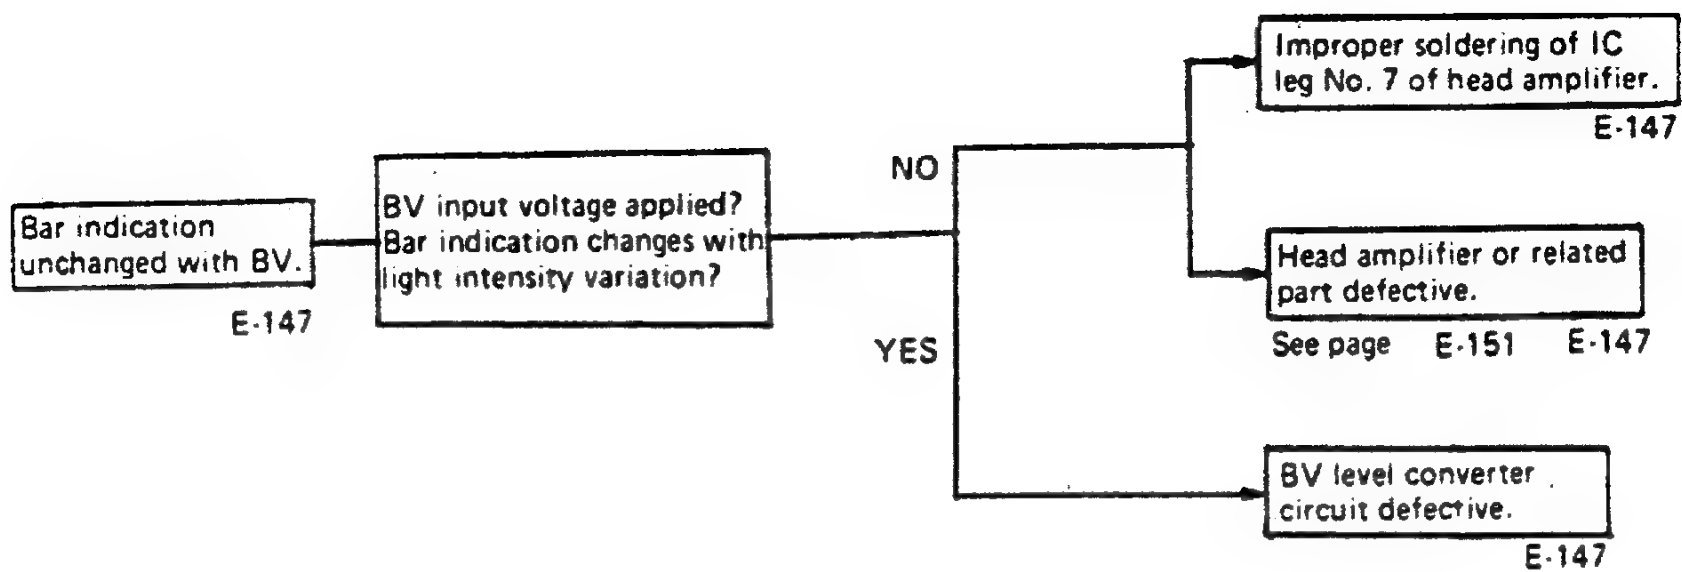 Bar indication
unchanged with BV.
E-147
BV input voltage applied?
Bar indication changes with
light intensity variation?
NO
YES
Improper soldering of IC
leg No. 7 of head amplifier.
E-147
Head amplifier or related
part defective.
See page E-151 E-147
BV level converter
circuit defective.
E-147